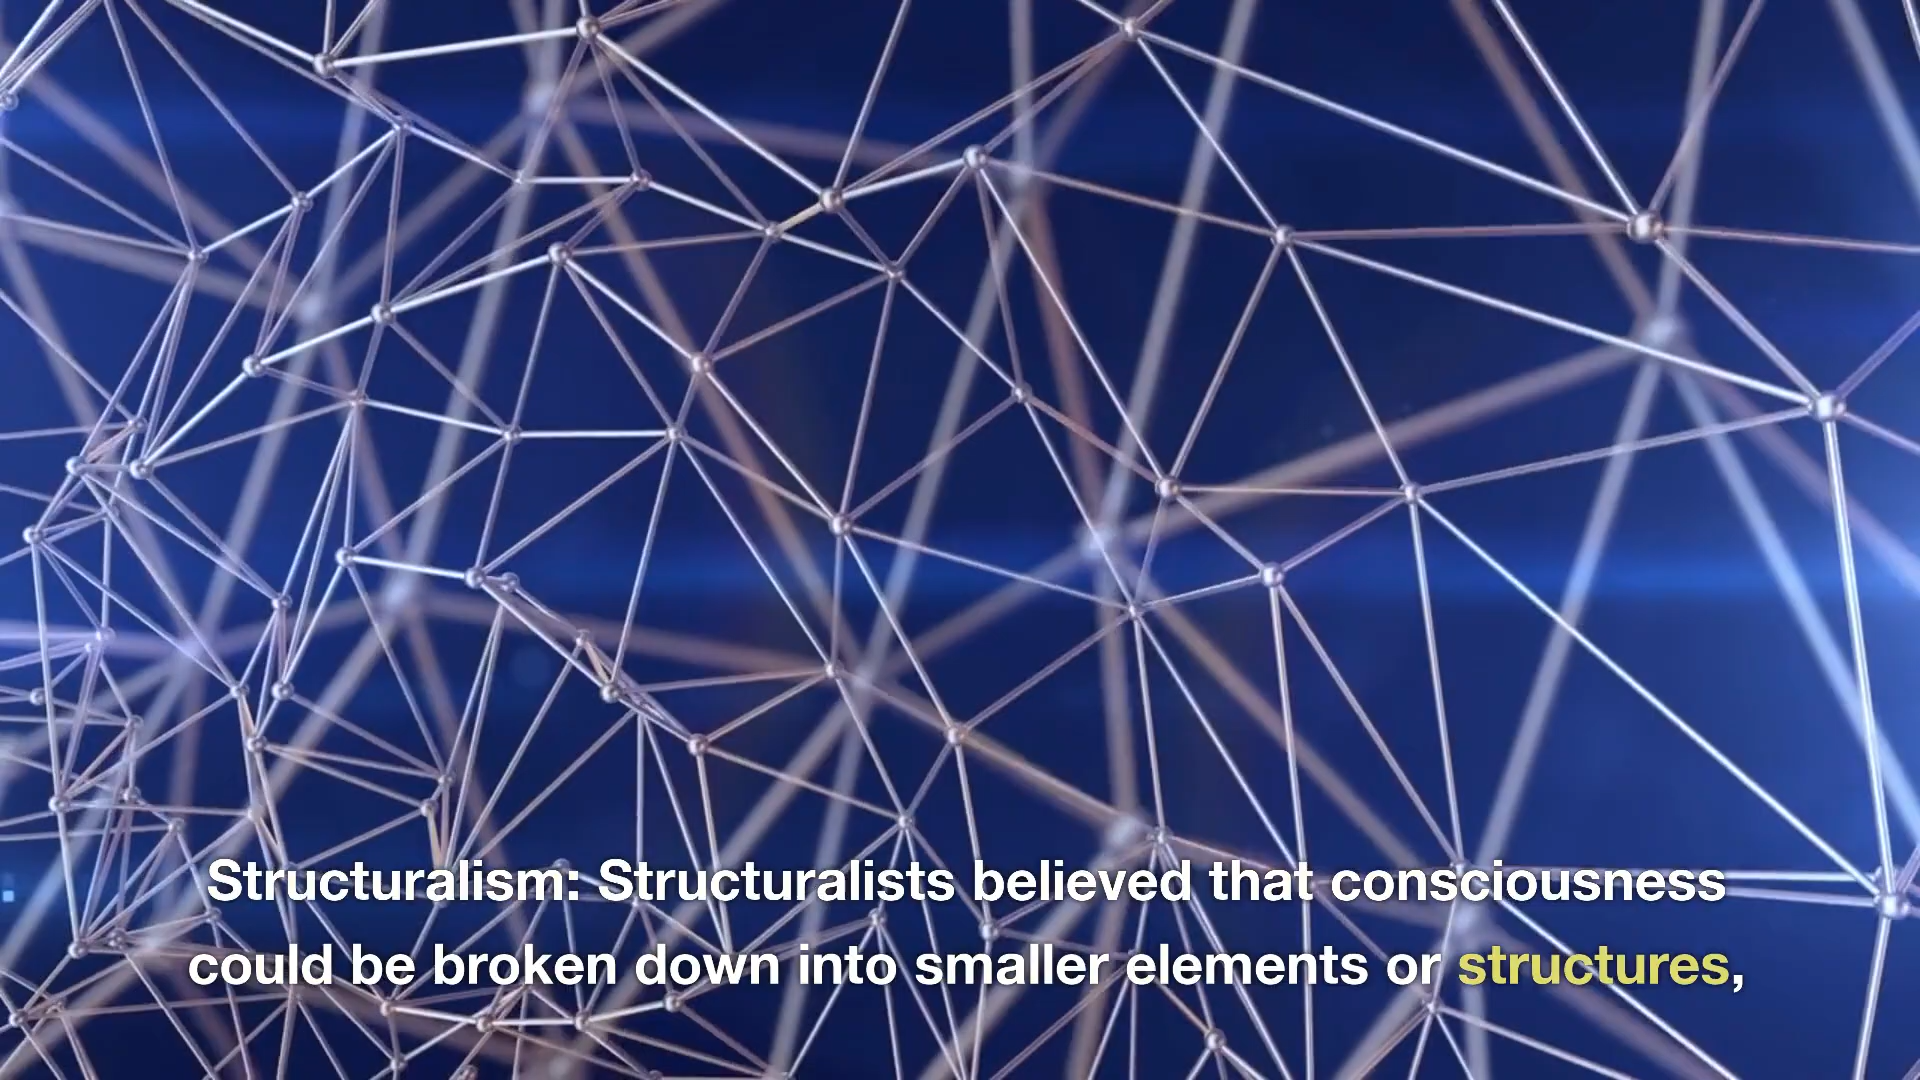 Structuralism: Structuralists believed that consciousness
could be broken down into smaller elements or structures,